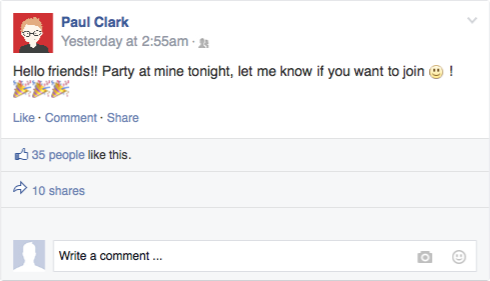 Paul Clark
Yesterday at 2:55am ·
Hello friends!! Party at mine tonight, let me know if you want to join 🙂 !
🎉🎉🎉
Like · Comment · Share
35 people like this.
10 shares
Write a comment ...